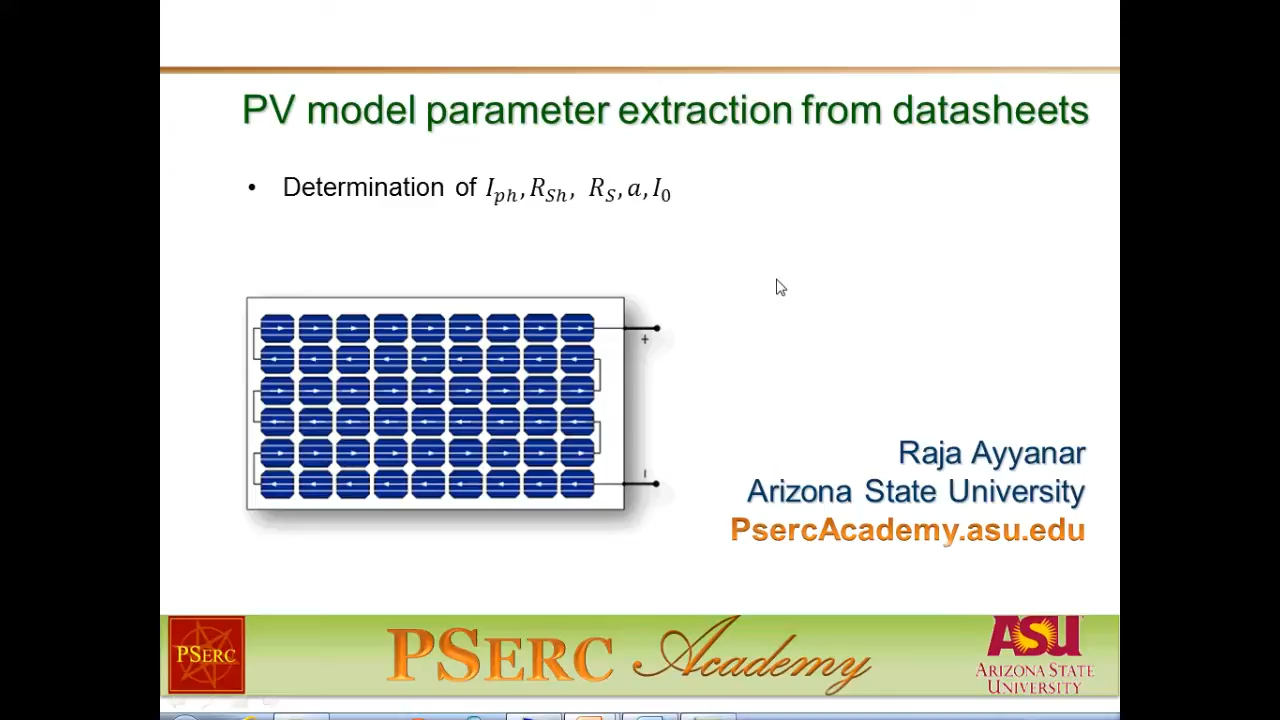 PV model parameter extraction from datasheets
• Determination of I_ph, R_Sh, R_S, a, I_0
+
-
Raja Ayyanar
Arizona State University
PsercAcademy.asu.edu
PSERC
PSERC Academy
ASU
ARIZONA STATE
UNIVERSITY